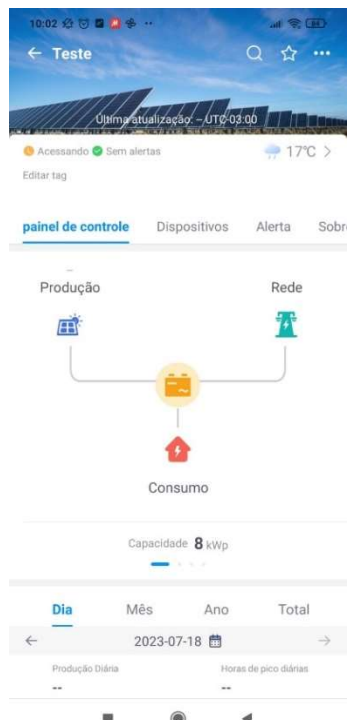 10:02
84
Teste
Última atualização: – UTC-03:00
Acessando Sem alertas 17°C >
Editar tag
painel de controle Dispositivos Alerta Sobre
–
Produção Rede
Consumo
Capacidade 8 kWp
Dia Mês Ano Total
2023-07-18
Produção Diária Horas de pico diárias
-- --